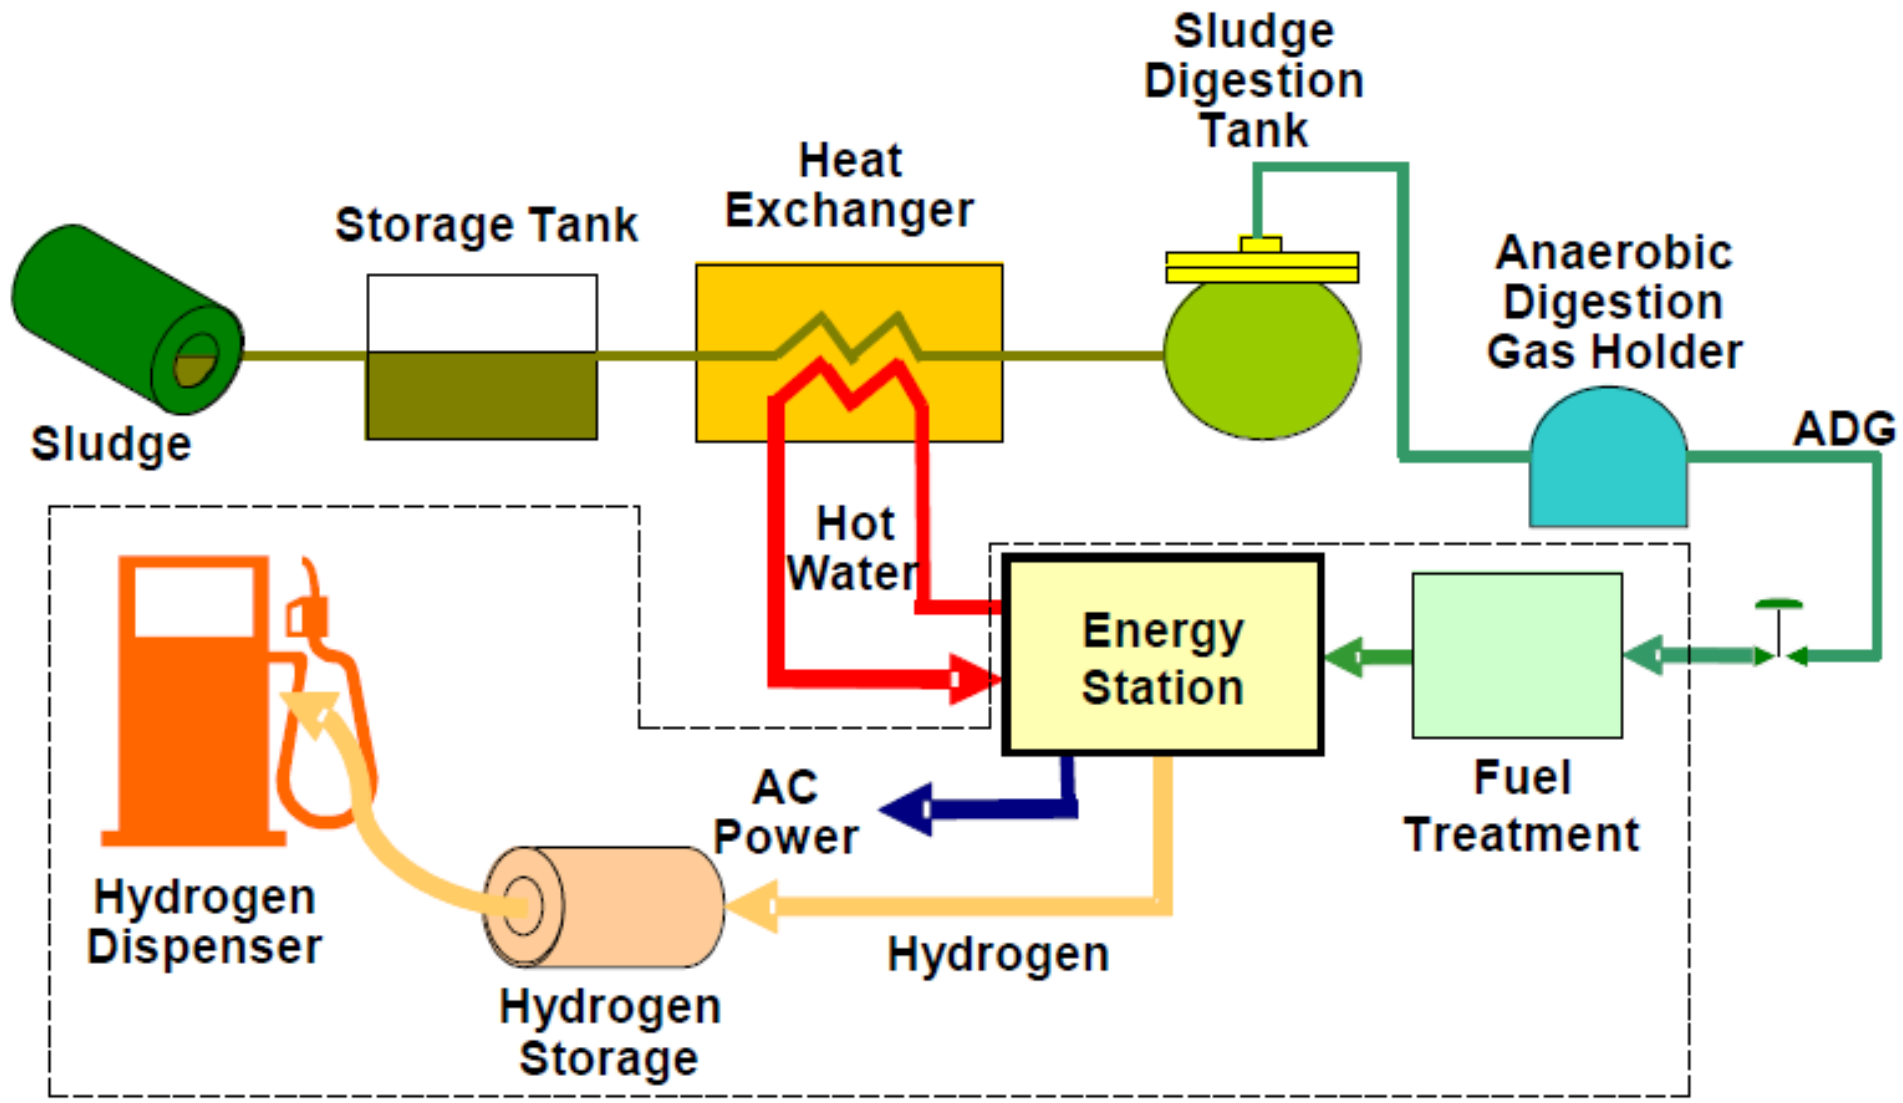 Sludge
Digestion
Tank
Heat
Exchanger
Storage Tank
Anaerobic
Digestion
Gas Holder
ADG
Sludge
Hot
Water
Energy
Station
Fuel
Treatment
AC
Power
Hydrogen
Dispenser
Hydrogen
Hydrogen
Storage